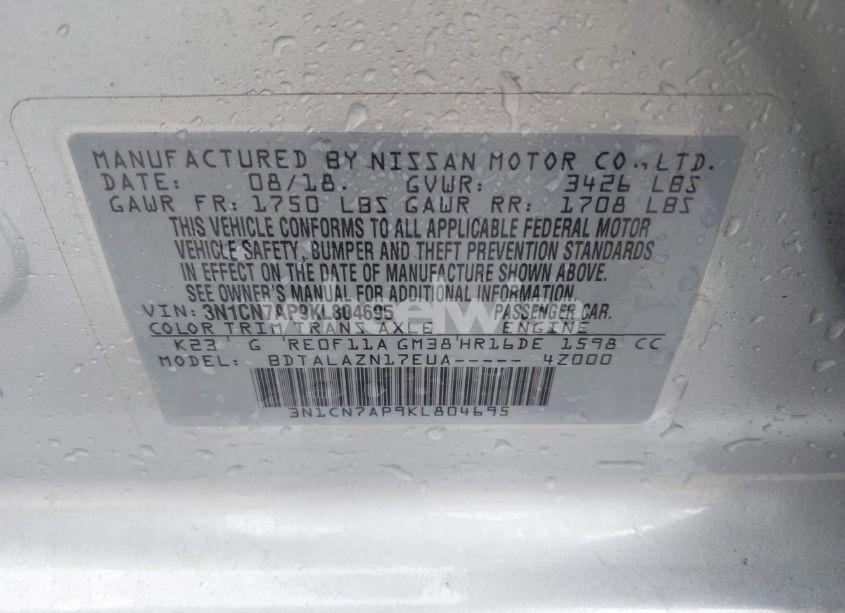 MANUFACTURED BY NISSAN MOTOR CO., LTD.
DATE: 08/18. GVWR: 3426 LBS
GAWR FR: 1750 LBS GAWR RR: 1708 LBS
THIS VEHICLE CONFORMS TO ALL APPLICABLE FEDERAL MOTOR
VEHICLE SAFETY, BUMPER AND THEFT PREVENTION STANDARDS
IN EFFECT ON THE DATE OF MANUFACTURE SHOWN ABOVE.
SEE OWNER'S MANUAL FOR ADDITIONAL INFORMATION.
VIN: 3N1CN7AP9KL804695 PASSENGER CAR.
COLOR TRIM TRANS AXLE ENGINE
K23 G RE0F11A GM38 HR16DE 1598 CC
MODEL: BDTALAZN17EUA----- 4Z000
3N1CN7AP9KL804695